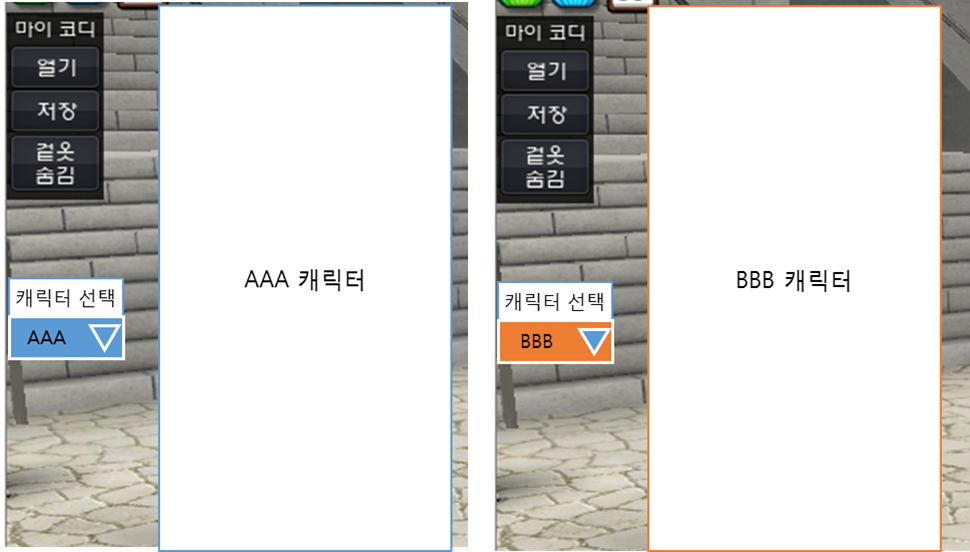 마이 코디
열기
저장
겉옷
숨김
캐릭터 선택
AAA
AAA 캐릭터
마이 코디
열기
저장
겉옷
숨김
캐릭터 선택
BBB
BBB 캐릭터